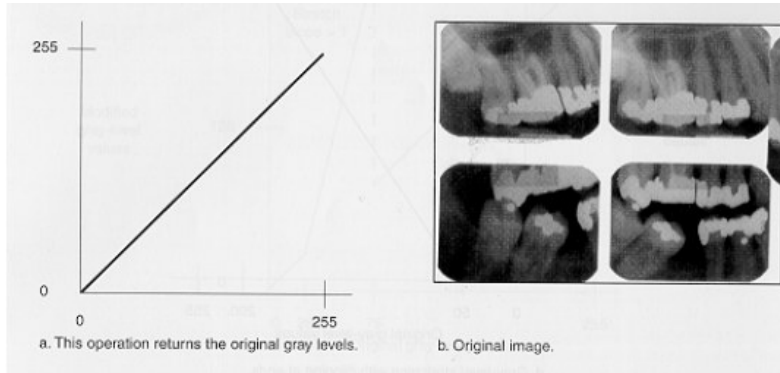 255
0
0
255
a. This operation returns the original gray levels.
b. Original image.